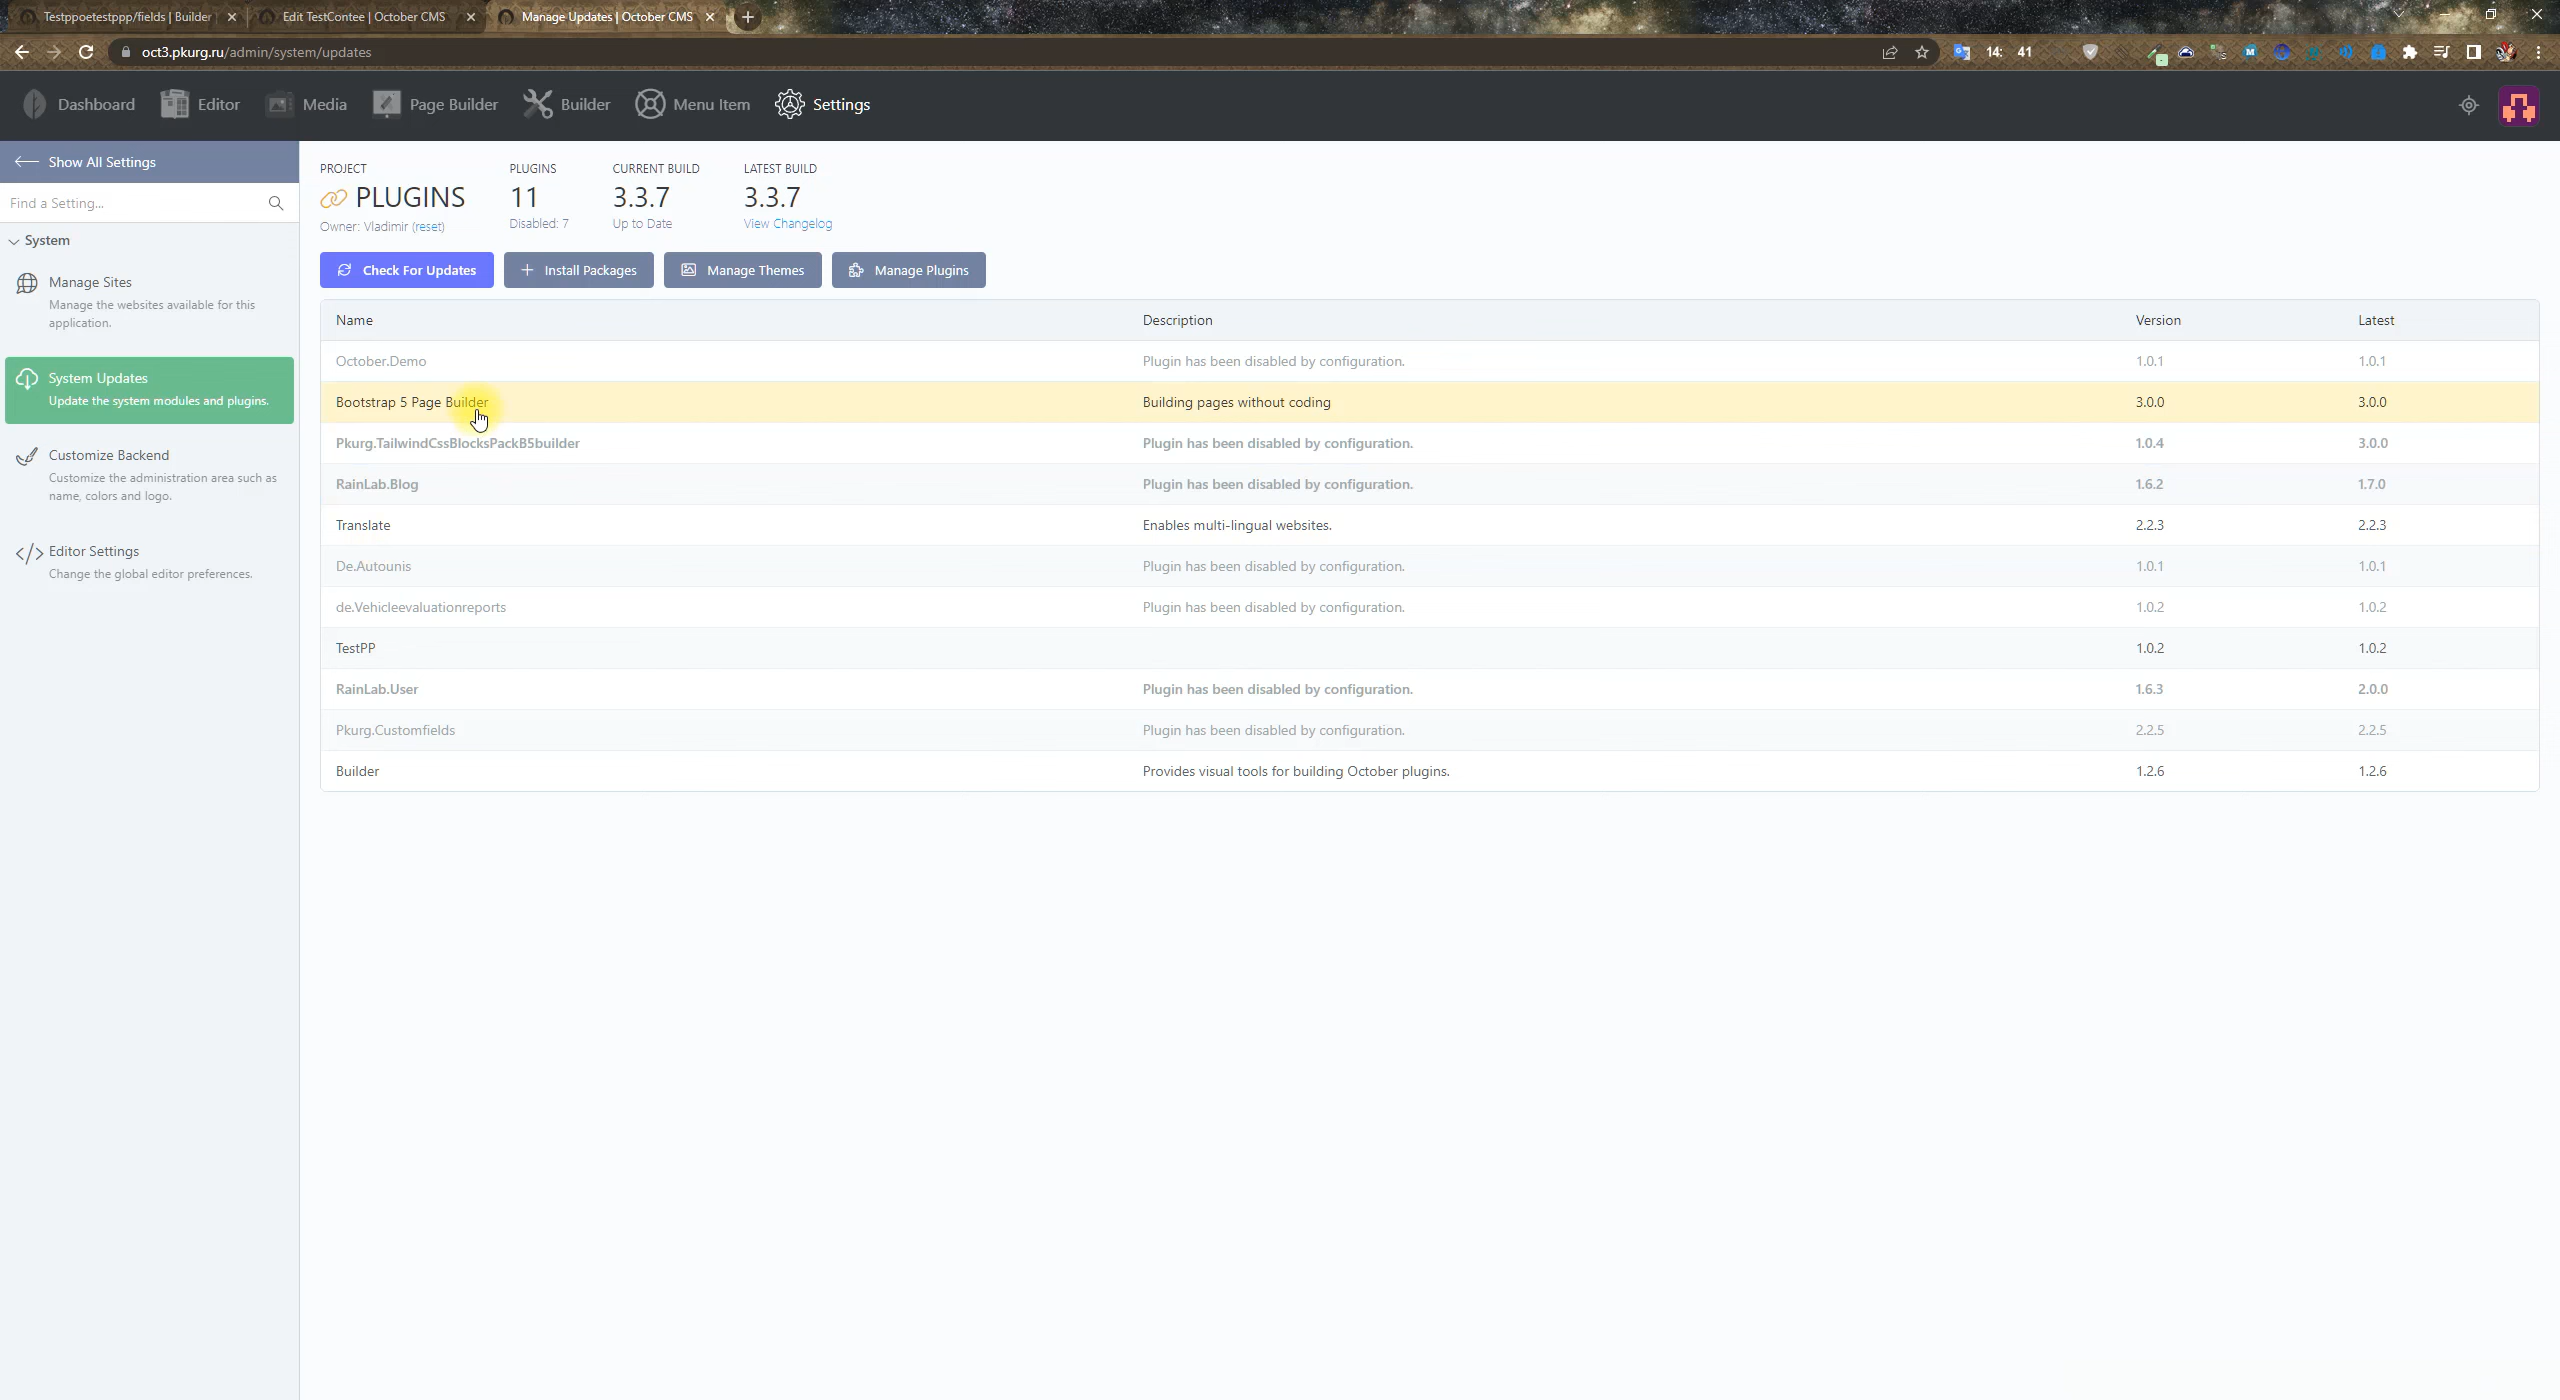 Testppoetestppp/fields | Builder
Edit TestContee | October CMS
Manage Updates | October CMS
oct3.pkurg.ru/admin/system/updates
14: 41
Dashboard
Editor
Media
Page Builder
Builder
Menu Item
Settings
Show All Settings
Find a Setting...
System
Manage Sites
Manage the websites available for this
application.
System Updates
Update the system modules and plugins.
Customize Backend
Customize the administration area such as
name, colors and logo.
Editor Settings
Change the global editor preferences.
PROJECT
PLUGINS
Owner: Vladimir (reset)
PLUGINS
11
Disabled: 7
CURRENT BUILD
3.3.7
Up to Date
LATEST BUILD
3.3.7
View Changelog
Check For Updates
Install Packages
Manage Themes
Manage Plugins
Name Description Version Latest
October.Demo Plugin has been disabled by configuration. 1.0.1 1.0.1
Bootstrap 5 Page Builder Building pages without coding 3.0.0 3.0.0
Pkurg.TailwindCssBlocksPackB5builder Plugin has been disabled by configuration. 1.0.4 3.0.0
RainLab.Blog Plugin has been disabled by configuration. 1.6.2 1.7.0
Translate Enables multi-lingual websites. 2.2.3 2.2.3
De.Autounis Plugin has been disabled by configuration. 1.0.1 1.0.1
de.Vehicleevaluationreports Plugin has been disabled by configuration. 1.0.2 1.0.2
TestPP 1.0.2 1.0.2
RainLab.User Plugin has been disabled by configuration. 1.6.3 2.0.0
Pkurg.Customfields Plugin has been disabled by configuration. 2.2.5 2.2.5
Builder Provides visual tools for building October plugins. 1.2.6 1.2.6